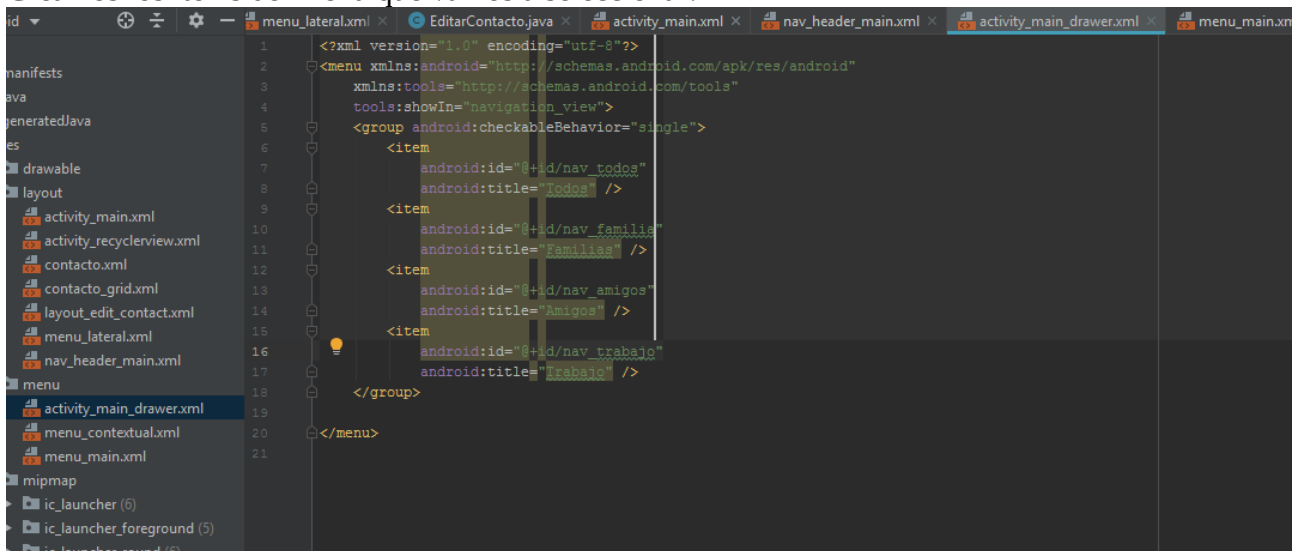 id
menu_lateral.xml
EditarContacto.java
activity_main.xml
nav_header_main.xml
activity_main_drawer.xml
manifests
drawable
layout
activity_main.xml
activity_recyclerview.xml
contacto.xml
contacto_grid.xml
layout_edit_contact.xml
menu_lateral.xml
nav_header_main.xml
menu
activity_main_drawer.xml
menu_contextual.xml
menu_main.xml
mipmap
ic_launcher (6)
ic_launcher_foreground (5)
1 <?xml version="1.0" encoding="utf-8"?>
2 <menu xmlns:android="http://schemas.android.com/apk/res/android"
3 xmlns:tools="http://schemas.android.com/tools"
4 tools:showIn="navigation_view">
5 <group android:checkableBehavior="single">
6 <item
7 android:id="@+id/nav_todos"
8 android:title="Todos" />
9 <item
10 android:id="@+id/nav_familia"
11 android:title="Familias" />
12 <item
13 android:id="@+id/nav_amigos"
14 android:title="Amigos" />
15 <item
16 android:id="@+id/nav_trabajo"
17 android:title="Trabajo" />
18 </group>
19
20 </menu>
21